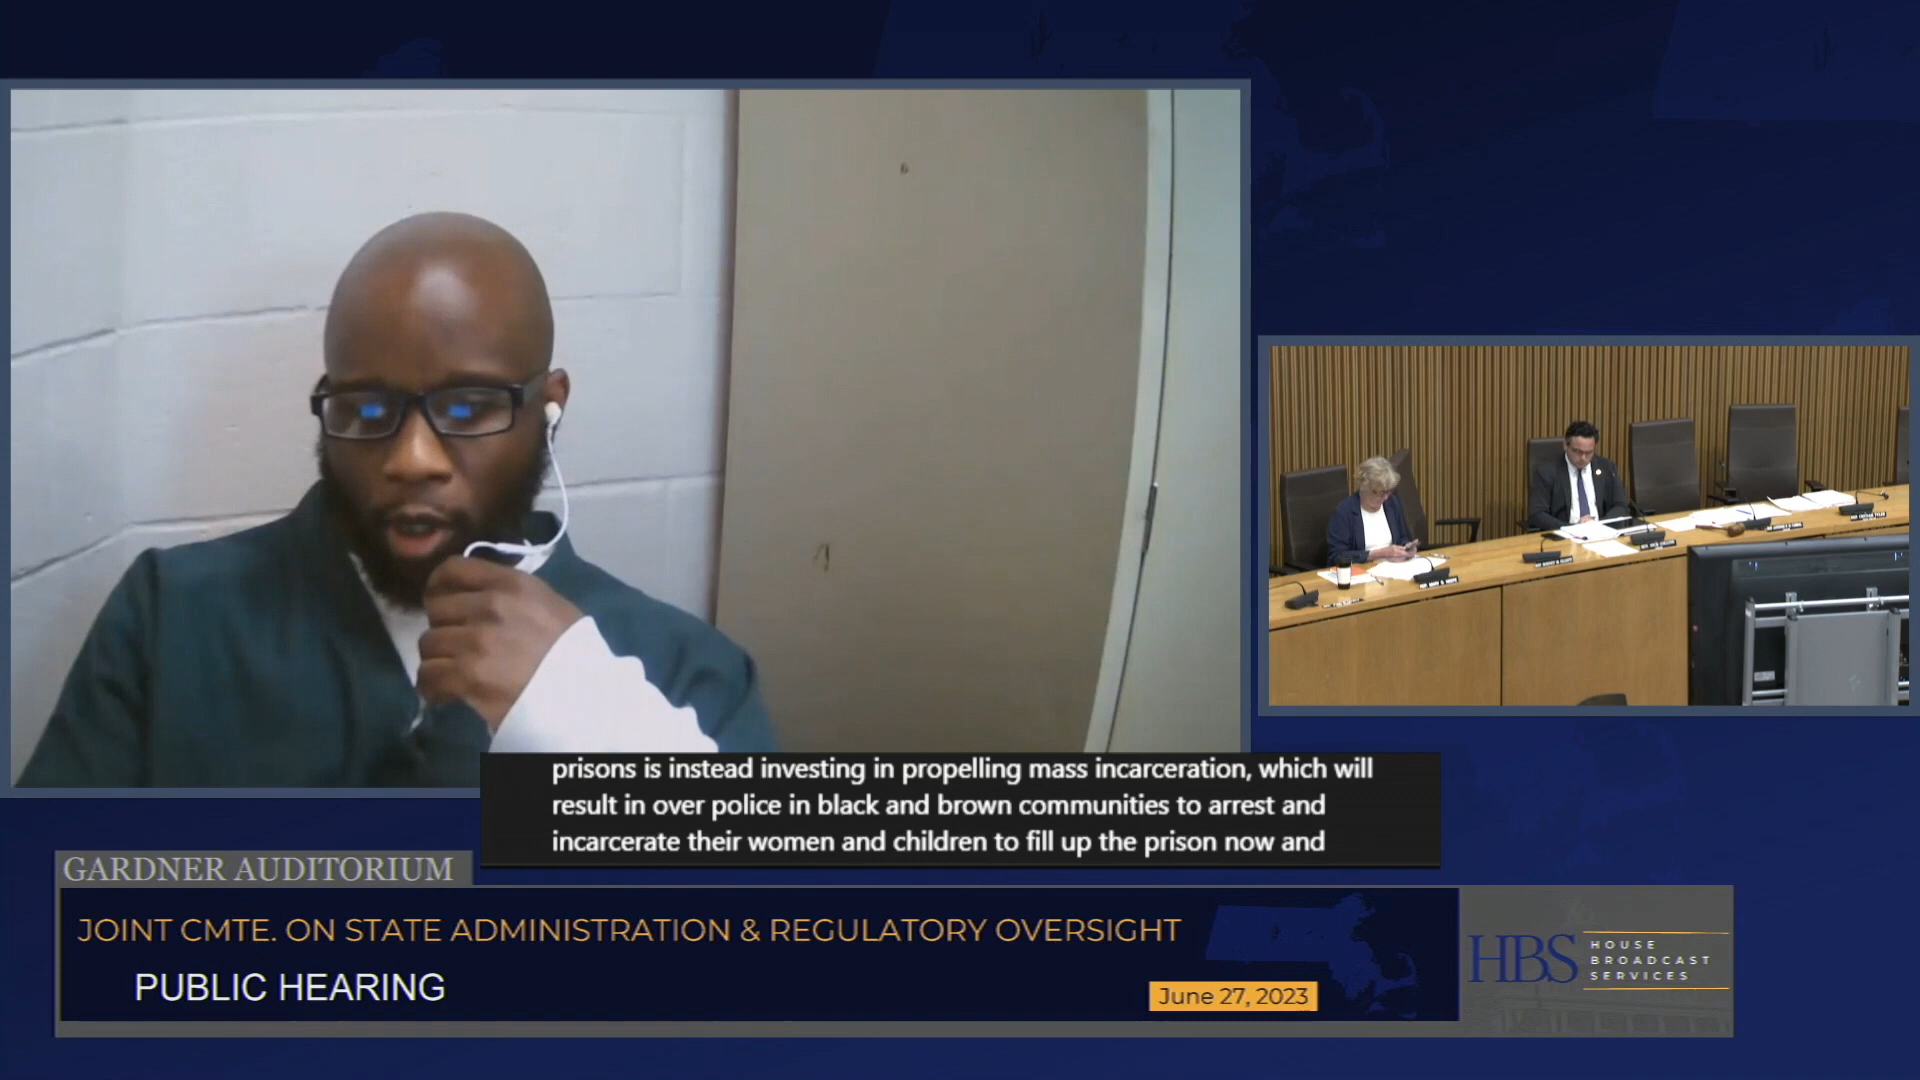 prisons is instead investing in propelling mass incarceration, which will
result in over police in black and brown communities to arrest and
incarcerate their women and children to fill up the prison now and
GARDNER AUDITORIUM
JOINT CMTE. ON STATE ADMINISTRATION & REGULATORY OVERSIGHT
PUBLIC HEARING
June 27, 2023
HBS
HOUSE
BROADCAST
SERVICES